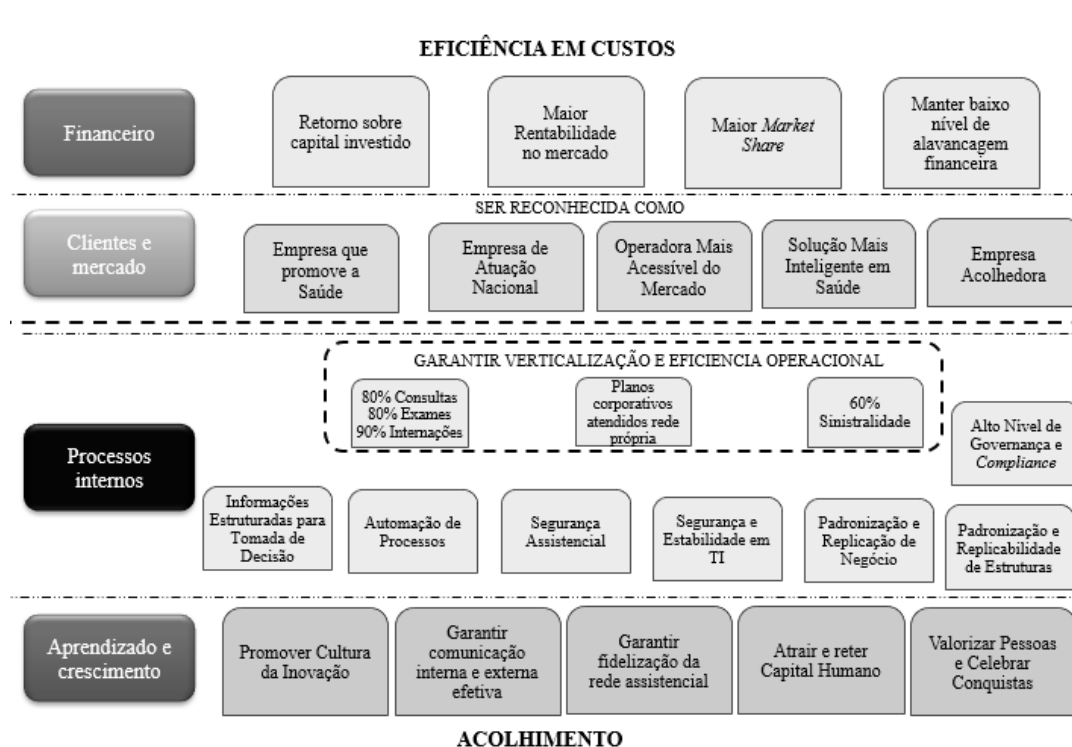 EFICIÊNCIA EM CUSTOS
Financeiro
Retorno sobre
capital investido
Maior
Rentabilidade
no mercado
Maior Market
Share
Manter baixo
nível de
alavancagem
financeira
SER RECONHECIDA COMO
Clientes e
mercado
Empresa que
promove a
Saúde
Empresa de
Atuação
Nacional
Operadora Mais
Acessível do
Mercado
Solução Mais
Inteligente em
Saúde
Empresa
Acolhedora
GARANTIR VERTICALIZAÇÃO E EFICIENCIA OPERACIONAL
80% Consultas
80% Exames
90% Internações
Planos
corporativos
atendidos rede
própria
60%
Sinistralidade
Alto Nível de
Governança e
Compliance
Processos
internos
Informações
Estruturadas para
Tomada de
Decisão
Automação de
Processos
Segurança
Assistencial
Segurança e
Estabilidade em
TI
Padronização e
Replicação de
Negócio
Padronização e
Replicabilidade
de Estruturas
Aprendizado e
crescimento
Promover Cultura
da Inovação
Garantir
comunicação
interna e externa
efetiva
Garantir
fidelização da
rede assistencial
Atrair e reter
Capital Humano
Valorizar Pessoas
e Celebrar
Conquistas
ACOLHIMENTO